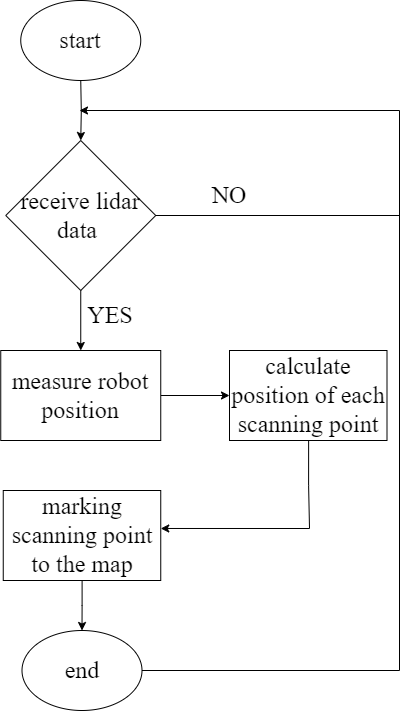 start
receive lidar
data
NO
YES
measure robot
position
calculate
position of each
scanning point
marking
scanning point
to the map
end